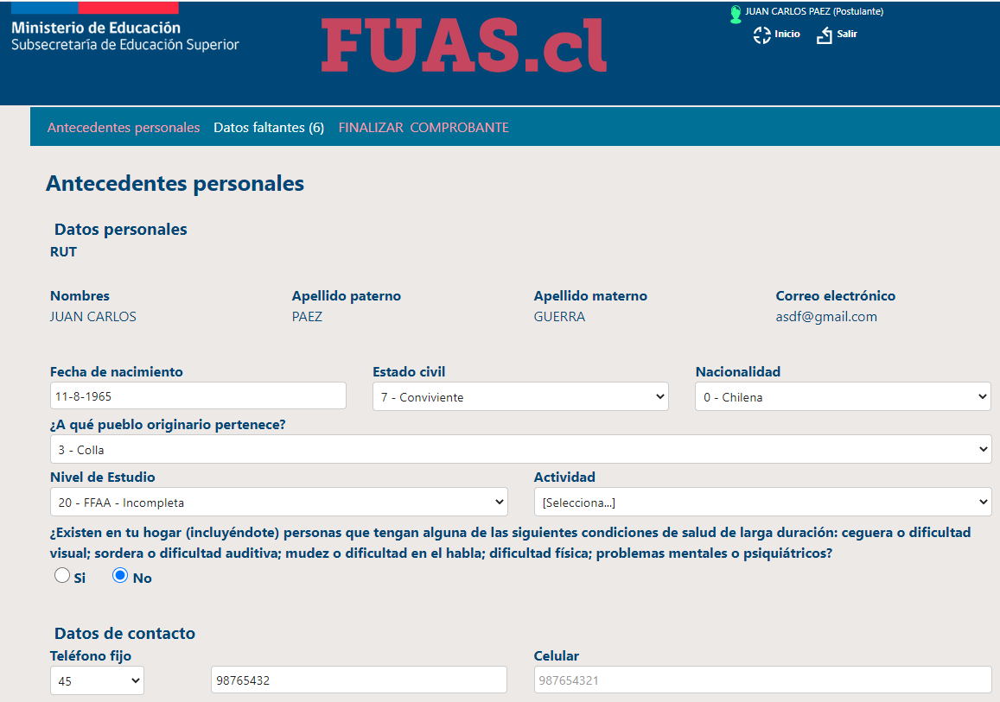 Ministerio de Educación
Subsecretaría de Educación Superior
FUAS.cl
JUAN CARLOS PAEZ (Postulante)
Inicio Salir
Antecedentes personales Datos faltantes (6) FINALIZAR COMPROBANTE
Antecedentes personales
Datos personales
RUT
Nombres Apellido paterno Apellido materno Correo electrónico
JUAN CARLOS PAEZ GUERRA asdf@gmail.com
Fecha de nacimiento Estado civil Nacionalidad
11-8-1965 7 - Conviviente 0 - Chilena
¿A qué pueblo originario pertenece?
3 - Colla
Nivel de Estudio Actividad
20 - FFAA - Incompleta [Selecciona...]
¿Existen en tu hogar (incluyéndote) personas que tengan alguna de las siguientes condiciones de salud de larga duración: ceguera o dificultad
visual; sordera o dificultad auditiva; mudez o dificultad en el habla; dificultad física; problemas mentales o psiquiátricos?
Si No
Datos de contacto
Teléfono fijo Celular
45 98765432 987654321